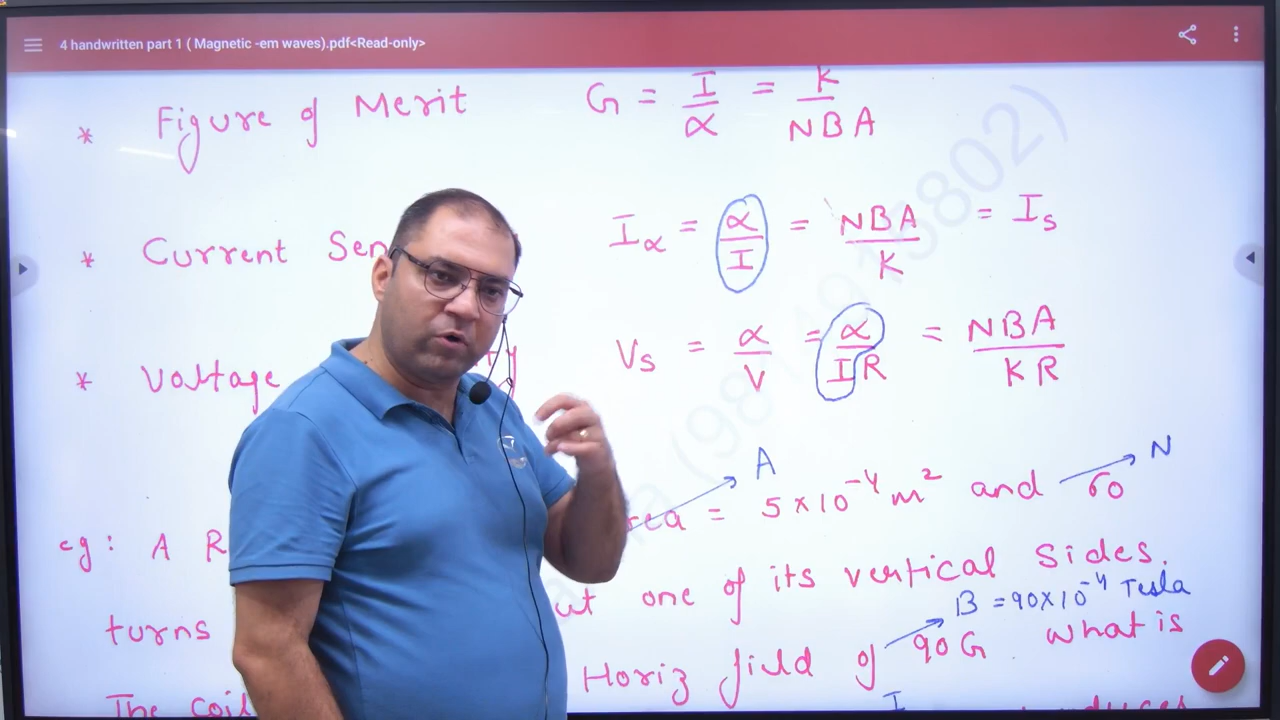 4 handwritten part 1 ( Magnetic -em waves).pdf<Read-only>
* Figure of Merit G = I/α = K/NBA
* Current Sen Iα = α/I = NBA/K = Is
* Voltage Vs = α/V = α/IR = NBA/KR
A N
eg: A R rea = 5×10⁻⁴ m² and 60
turns ut one of its vertical sides.
B = 90×10⁻⁴ Tesla
Horiz field of 90G. What is
The coil I